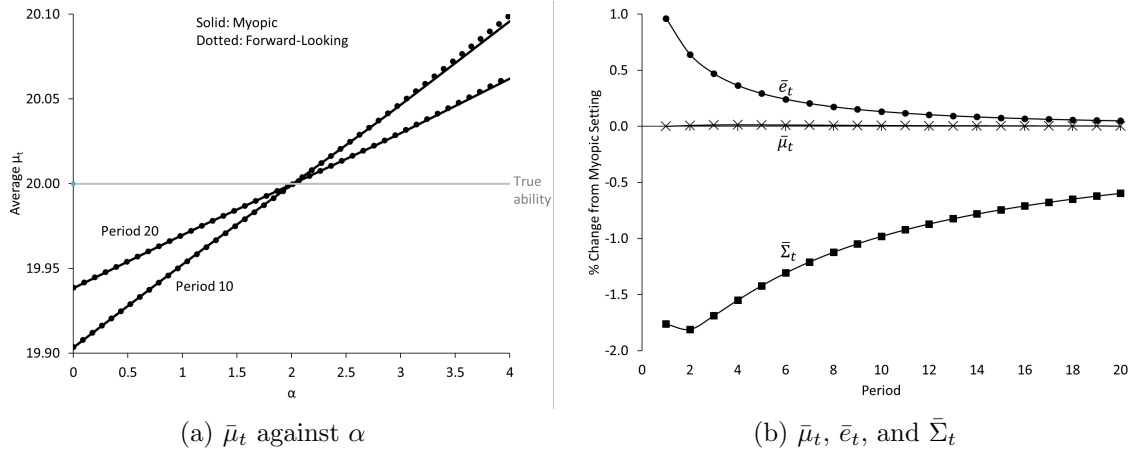 20.10
20.05
20.00
19.95
19.90
Average μt
Solid: Myopic
Dotted: Forward-Looking
True
ability
Period 20
Period 10
0
0.5
1
1.5
2
2.5
3
3.5
4
α
(a) μ̄t against α
1.0
0.5
0.0
-0.5
-1.0
-1.5
-2.0
% Change from Myopic Setting
ēt
μ̄t
Σ̄t
0
2
4
6
8
10
12
14
16
18
20
Period
(b) μ̄t, ēt, and Σ̄t